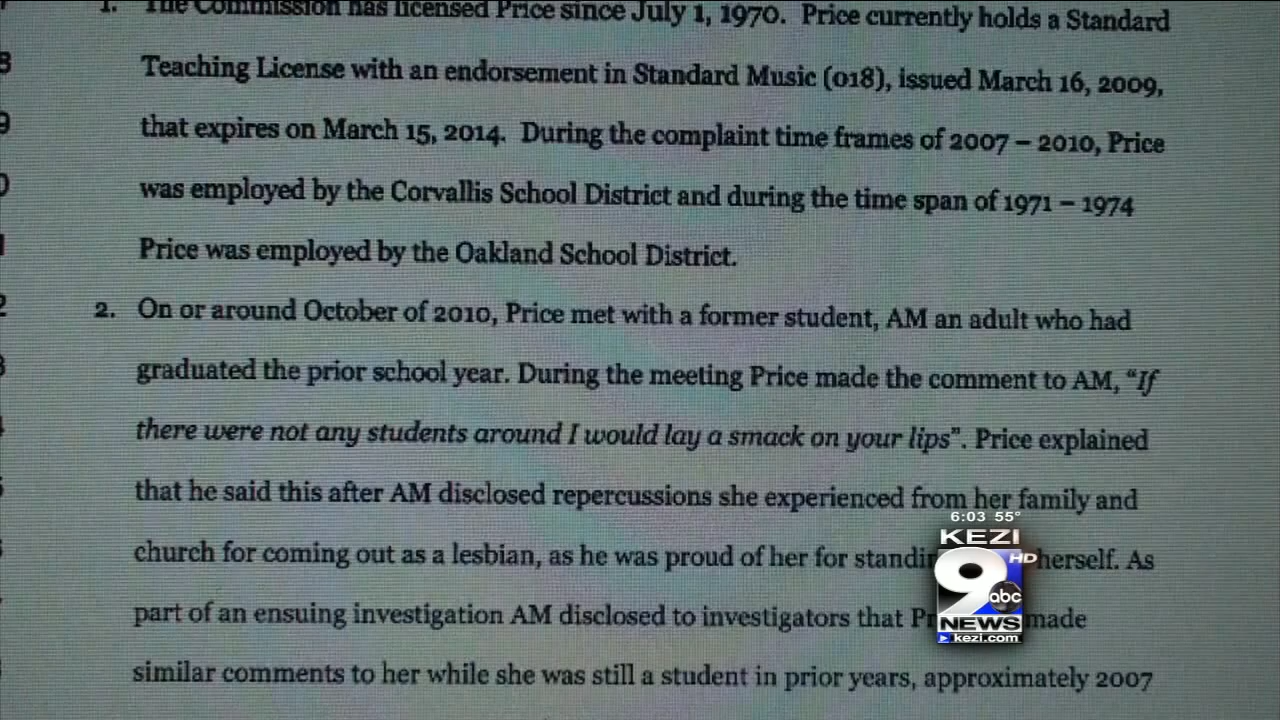 1. The Commission has licensed Price since July 1, 1970. Price currently holds a Standard
Teaching License with an endorsement in Standard Music (018), issued March 16, 2009,
that expires on March 15, 2014. During the complaint time frames of 2007 – 2010, Price
was employed by the Corvallis School District and during the time span of 1971 – 1974
Price was employed by the Oakland School District.
2. On or around October of 2010, Price met with a former student, AM an adult who had
graduated the prior school year. During the meeting Price made the comment to AM, “If
there were not any students around I would lay a smack on your lips”. Price explained
that he said this after AM disclosed repercussions she experienced from her family and
church for coming out as a lesbian, as he was proud of her for herself. As
part of an ensuing investigation AM disclosed to investigators that made
similar comments to her while she was still a student in prior years, approximately 2007
6:03 55°
KEZI
9 HD
abc
NEWS
kezi.com